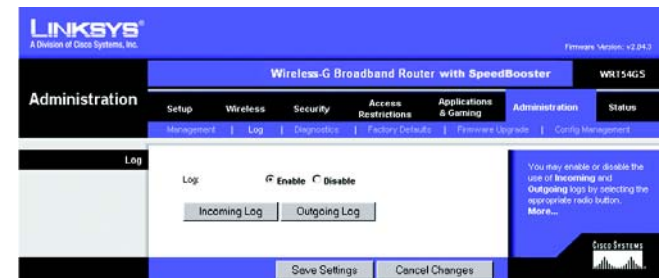 LINKSYS®
A Division of Cisco Systems, Inc.
Firmware Version: v2.04.3
Wireless-G Broadband Router with SpeedBooster WRT54GS
Administration
Setup Wireless Security Access Restrictions Applications & Gaming Administration Status
Management | Log | Diagnostics | Factory Defaults | Firmware Upgrade | Config Management
Log
Log: Enable Disable
Incoming Log Outgoing Log
You may enable or disable the
use of Incoming and
Outgoing logs by selecting the
appropriate radio button.
More...
CISCO SYSTEMS
Save Settings Cancel Changes